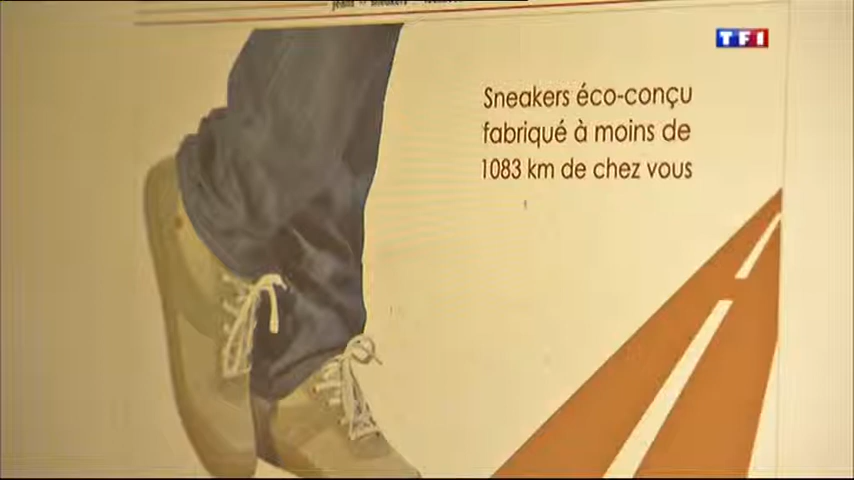 TF1
Sneakers éco-conçu
fabriqué à moins de
1083 km de chez vous